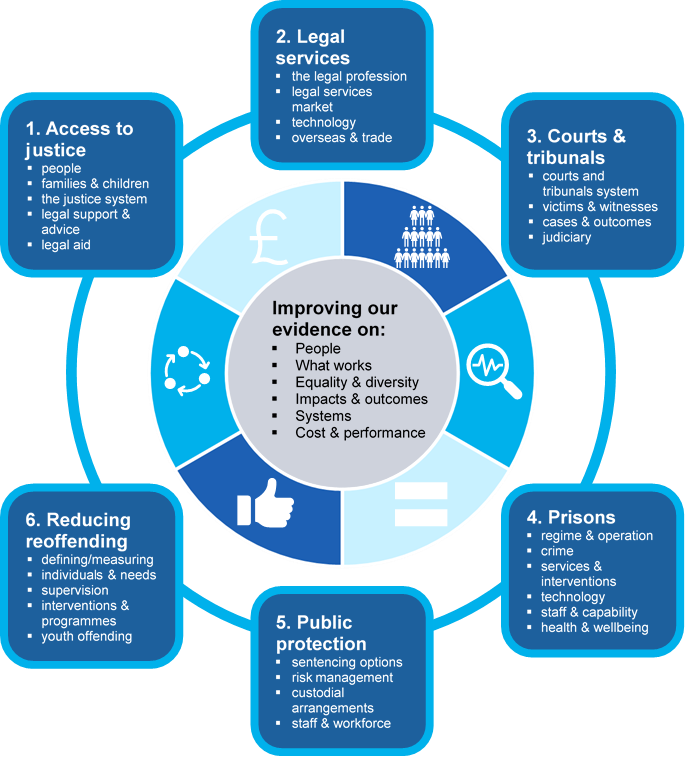 1. Access to
justice
▪ people
▪ families & children
▪ the justice system
▪ legal support &
advice
▪ legal aid
2. Legal
services
▪ the legal profession
▪ legal services
market
▪ technology
▪ overseas & trade
3. Courts &
tribunals
▪ courts and
tribunals system
▪ victims & witnesses
▪ cases & outcomes
▪ judiciary
£
Improving our
evidence on:
▪ People
▪ What works
▪ Equality & diversity
▪ Impacts & outcomes
▪ Systems
▪ Cost & performance
4. Prisons
▪ regime & operation
▪ crime
▪ services &
interventions
▪ technology
▪ staff & capability
▪ health & wellbeing
5. Public
protection
▪ sentencing options
▪ risk management
▪ custodial
arrangements
▪ staff & workforce
6. Reducing
reoffending
▪ defining/measuring
▪ individuals & needs
▪ supervision
▪ interventions &
programmes
▪ youth offending